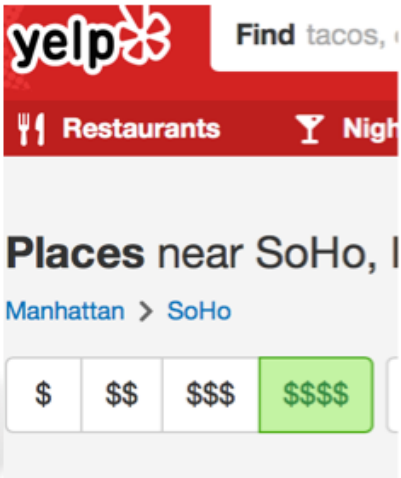 yelp Find tacos,
Restaurants Nigh
Places near SoHo,
Manhattan > SoHo
$ $$ $$$ $$$$